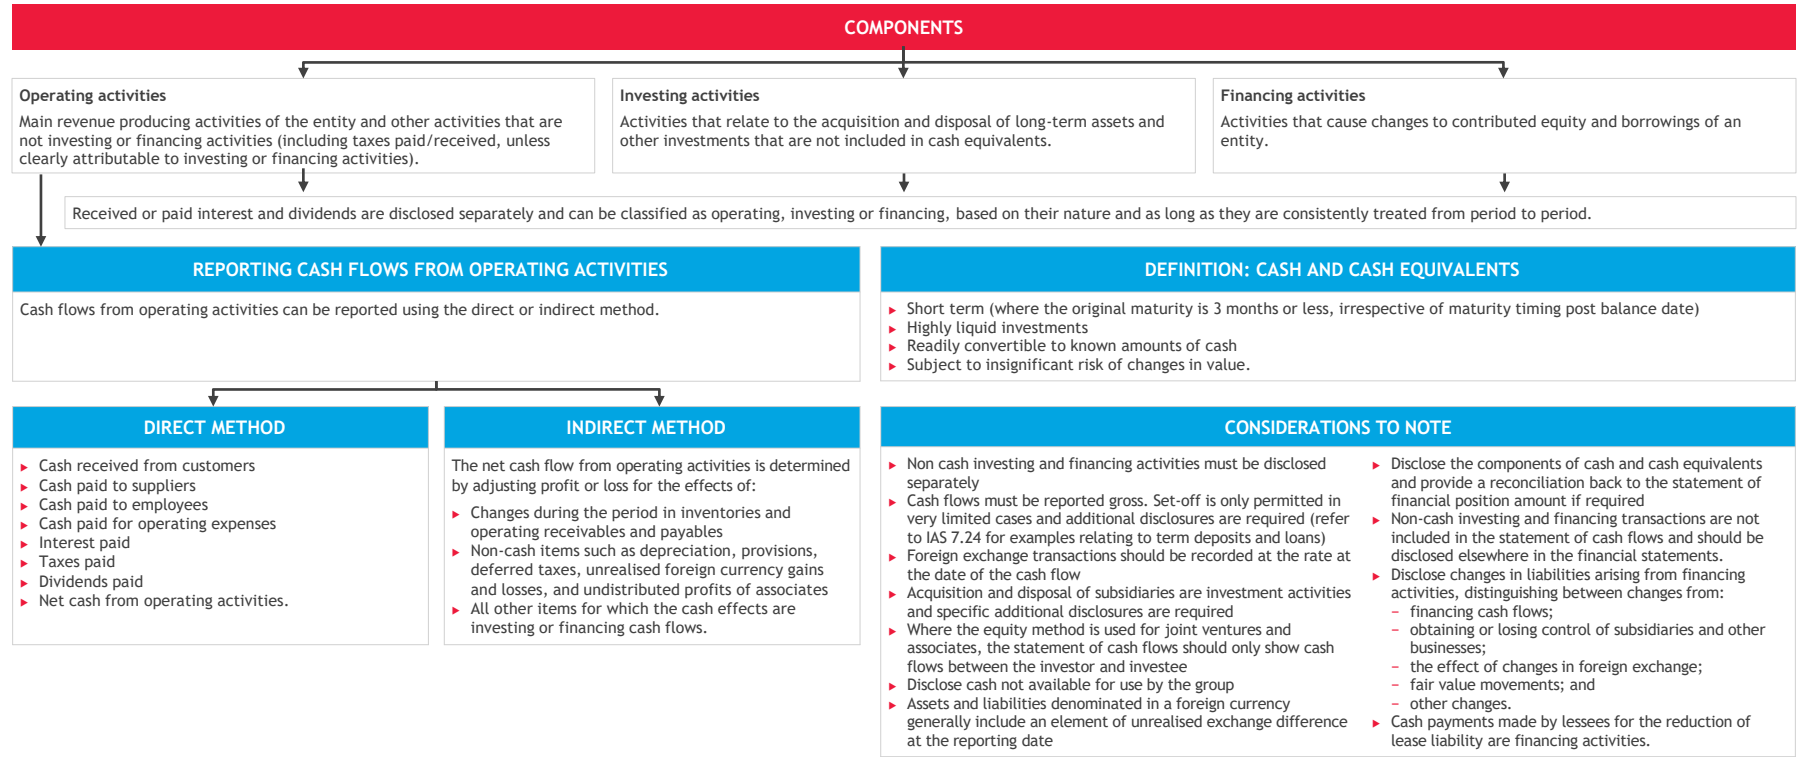 COMPONENTS
Operating activities
Main revenue producing activities of the entity and other activities that are
not investing or financing activities (including taxes paid/received, unless
clearly attributable to investing or financing activities).
Investing activities
Activities that relate to the acquisition and disposal of long-term assets and
other investments that are not included in cash equivalents.
Financing activities
Activities that cause changes to contributed equity and borrowings of an
entity.
Received or paid interest and dividends are disclosed separately and can be classified as operating, investing or financing, based on their nature and as long as they are consistently treated from period to period.
REPORTING CASH FLOWS FROM OPERATING ACTIVITIES
Cash flows from operating activities can be reported using the direct or indirect method.
DEFINITION: CASH AND CASH EQUIVALENTS
► Short term (where the original maturity is 3 months or less, irrespective of maturity timing post balance date)
► Highly liquid investments
► Readily convertible to known amounts of cash
► Subject to insignificant risk of changes in value.
DIRECT METHOD
► Cash received from customers
► Cash paid to suppliers
► Cash paid to employees
► Cash paid for operating expenses
► Interest paid
► Taxes paid
► Dividends paid
► Net cash from operating activities.
INDIRECT METHOD
The net cash flow from operating activities is determined
by adjusting profit or loss for the effects of:
► Changes during the period in inventories and
operating receivables and payables
► Non-cash items such as depreciation, provisions,
deferred taxes, unrealised foreign currency gains
and losses, and undistributed profits of associates
► All other items for which the cash effects are
investing or financing cash flows.
CONSIDERATIONS TO NOTE
► Non cash investing and financing activities must be disclosed
separately
► Cash flows must be reported gross. Set-off is only permitted in
very limited cases and additional disclosures are required (refer
to IAS 7.24 for examples relating to term deposits and loans)
► Foreign exchange transactions should be recorded at the rate at
the date of the cash flow
► Acquisition and disposal of subsidiaries are investment activities
and specific additional disclosures are required
► Where the equity method is used for joint ventures and
associates, the statement of cash flows should only show cash
flows between the investor and investee
► Disclose cash not available for use by the group
► Assets and liabilities denominated in a foreign currency
generally include an element of unrealised exchange difference
at the reporting date
► Disclose the components of cash and cash equivalents
and provide a reconciliation back to the statement of
financial position amount if required
► Non-cash investing and financing transactions are not
included in the statement of cash flows and should be
disclosed elsewhere in the financial statements.
► Disclose changes in liabilities arising from financing
activities, distinguishing between changes from:
− financing cash flows;
− obtaining or losing control of subsidiaries and other
businesses;
− the effect of changes in foreign exchange;
− fair value movements; and
− other changes.
► Cash payments made by lessees for the reduction of
lease liability are financing activities.